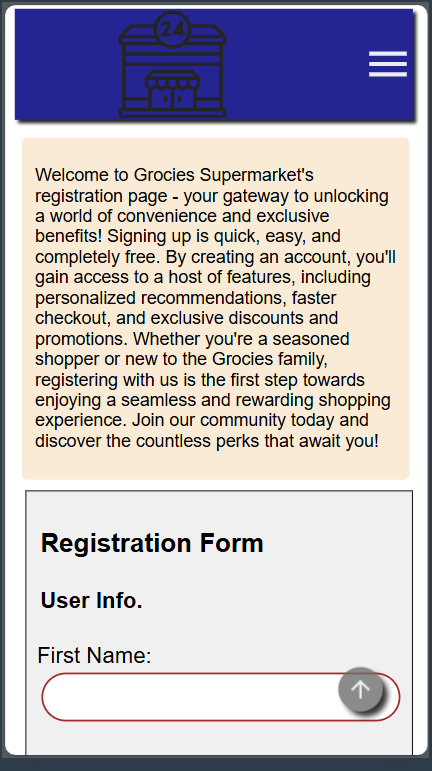 24
Welcome to Grocies Supermarket's
registration page - your gateway to unlocking
a world of convenience and exclusive
benefits! Signing up is quick, easy, and
completely free. By creating an account, you'll
gain access to a host of features, including
personalized recommendations, faster
checkout, and exclusive discounts and
promotions. Whether you're a seasoned
shopper or new to the Grocies family,
registering with us is the first step towards
enjoying a seamless and rewarding shopping
experience. Join our community today and
discover the countless perks that await you!
Registration Form
User Info.
First Name: